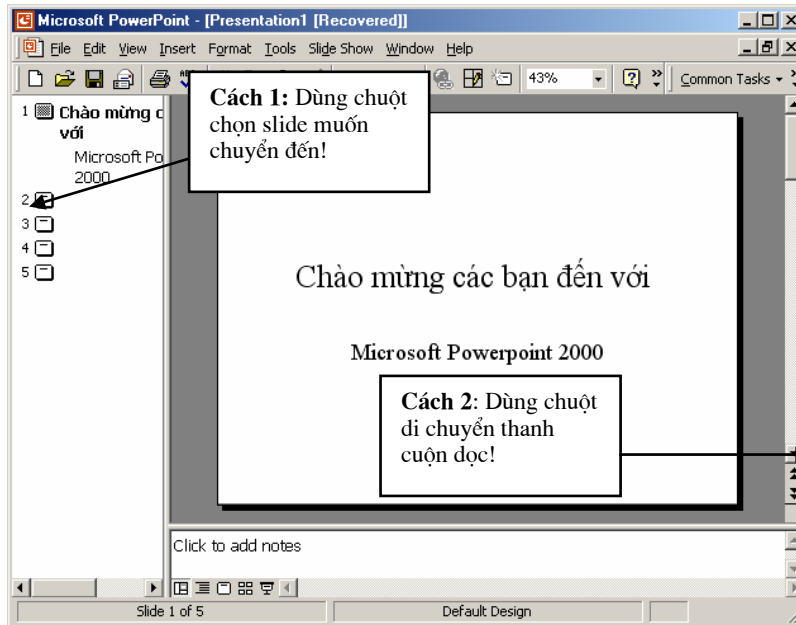 Microsoft PowerPoint - [Presentation1 [Recovered]]
File Edit View Insert Format Tools Slide Show Window Help
43% Common Tasks
1 Chào mừng c
với
Microsoft Po
2000
2
3
4
5
Cách 1: Dùng chuột
chọn slide muốn
chuyển đến!
Chào mừng các bạn đến với
Microsoft Powerpoint 2000
Cách 2: Dùng chuột
di chuyển thanh
cuộn dọc!
Click to add notes
Slide 1 of 5 Default Design